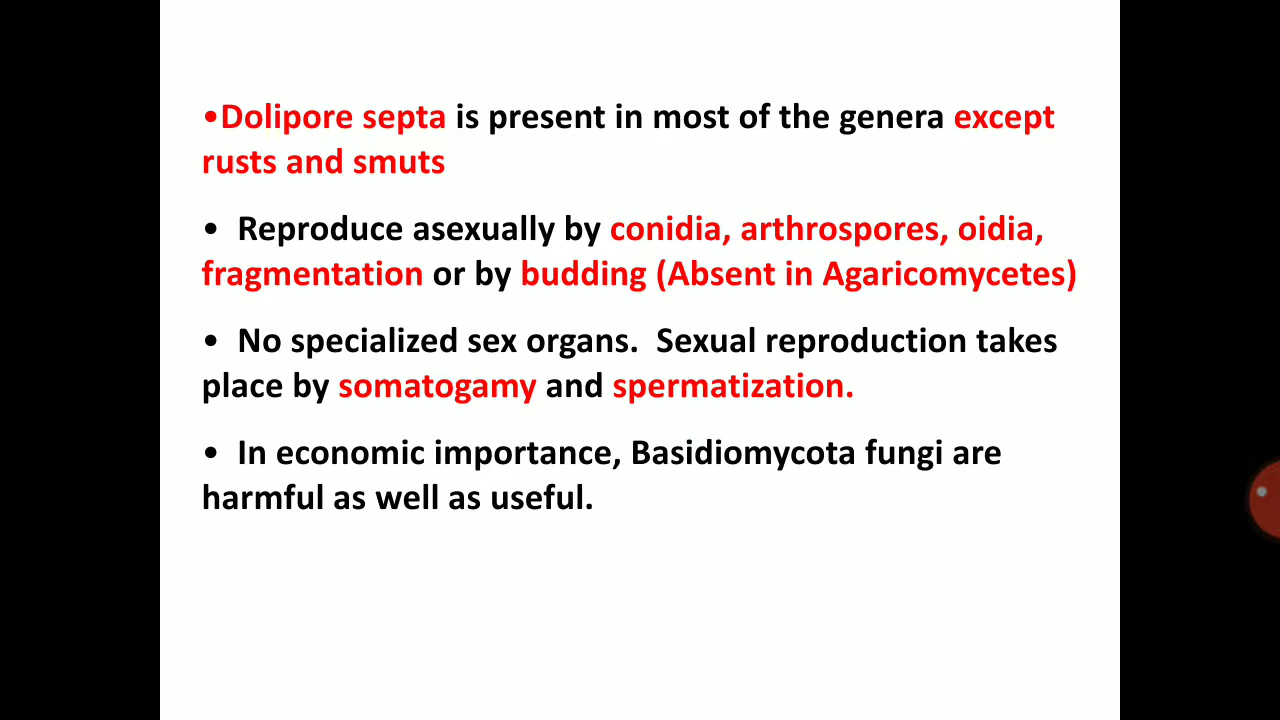 •Dolipore septa is present in most of the genera except
rusts and smuts
• Reproduce asexually by conidia, arthrospores, oidia,
fragmentation or by budding (Absent in Agaricomycetes)
• No specialized sex organs. Sexual reproduction takes
place by somatogamy and spermatization.
• In economic importance, Basidiomycota fungi are
harmful as well as useful.